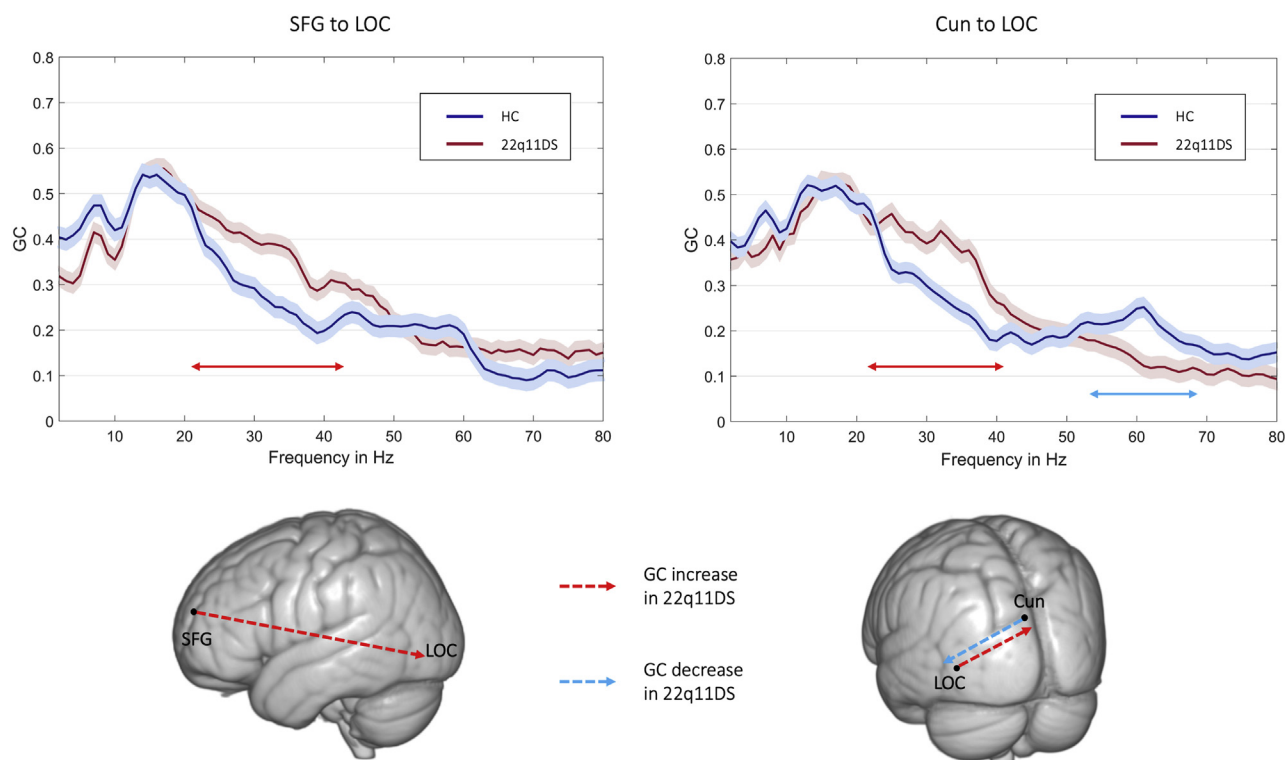 SFG to LOC
0.8
0.7
0.6
0.5
0.4
0.3
0.2
0.1
0
GC
HC
22q11DS
10 20 30 40 50 60 70 80
Frequency in Hz
Cun to LOC
0.8
0.7
0.6
0.5
0.4
0.3
0.2
0.1
0
GC
HC
22q11DS
10 20 30 40 50 60 70 80
Frequency in Hz
SFG
LOC
GC increase
in 22q11DS
GC decrease
in 22q11DS
Cun
LOC